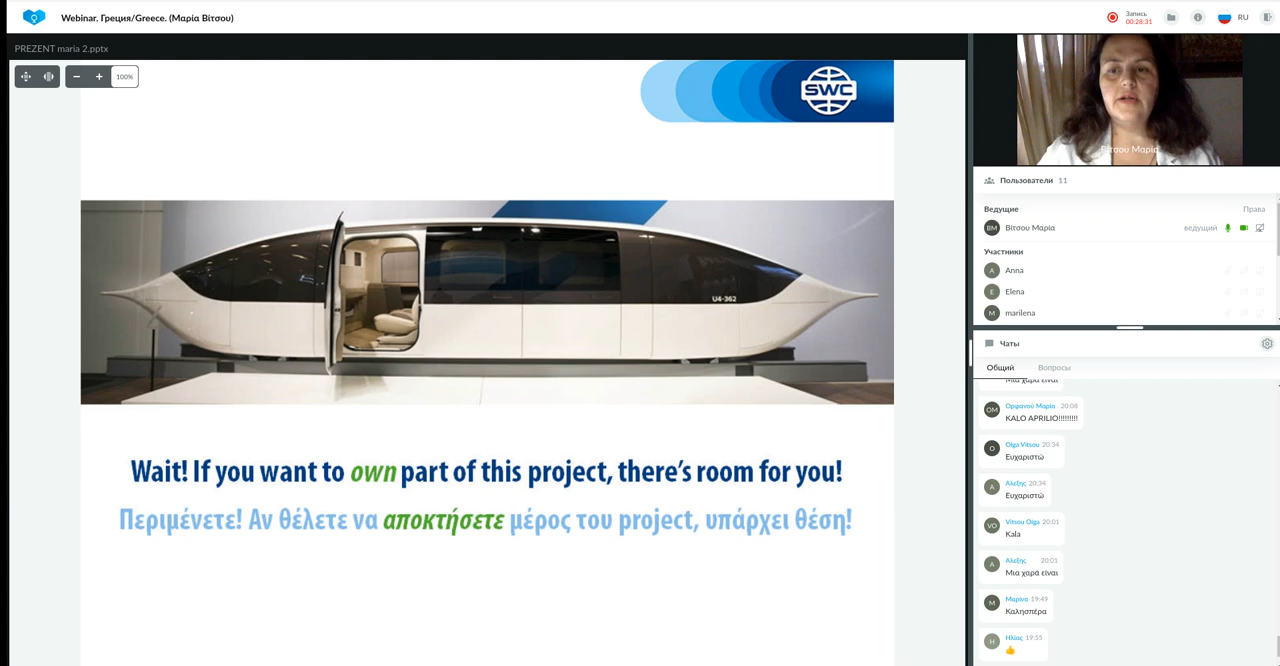 Webinar. Греция/Greece. (Μαρία Βίτσου)
Запись
00:28:31
RU
PREZENT maria 2.pptx
100%
SWC
U4-362
Wait! If you want to own part of this project, there's room for you!
Περιμένετε! Αν θέλετε να αποκτήσετε μέρος του project, υπάρχει θέση!
Βίτσου Μαρία
Пользователи 11
Ведущие Права
BM Βίτσου Μαρία ведущий
Участники
A Anna
E Elena
M marilena
Чаты
Общий Вопросы
Μια χαρά είναι
OM Ορφανού Μαρία 20:08
KALO APRILIO!!!!!!!!!
O Olga Vitsou 20:34
Ευχαριστώ
A Αλεξης 20:34
Ευχαριστώ
VO Vitsou Olga 20:01
Kala
A Αλεξης 20:01
Μια χαρά είναι
M Μαρίνα 19:49
Καλησπέρα
H Ηλίας 19:55
👍